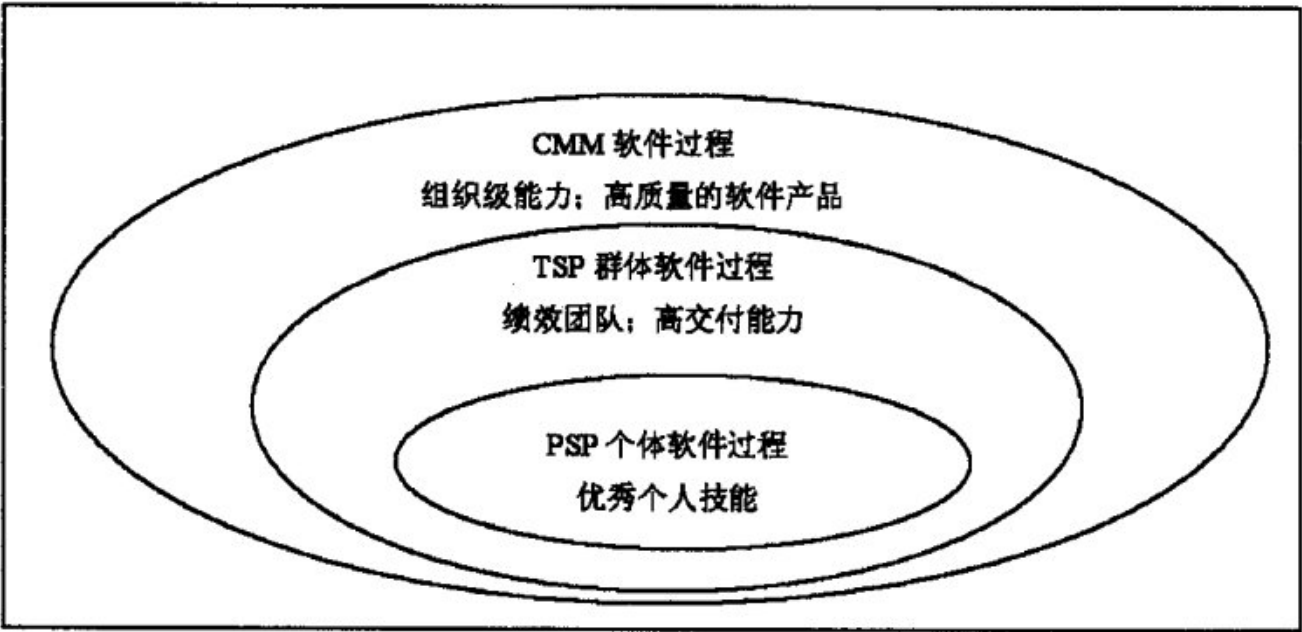 CMM 软件过程
组织级能力；高质量的软件产品
TSP 群体软件过程
绩效团队；高交付能力
PSP 个体软件过程
优秀个人技能